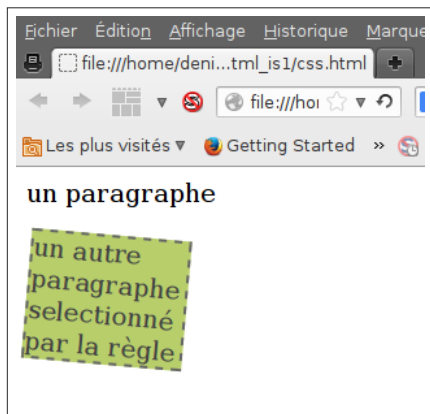 Fichier Édition Affichage Historique Marque
file:///home/deni...tml_is1/css.html
file:///hoi
Les plus visités Getting Started »
un paragraphe
un autre
paragraphe
selectionné
par la règle